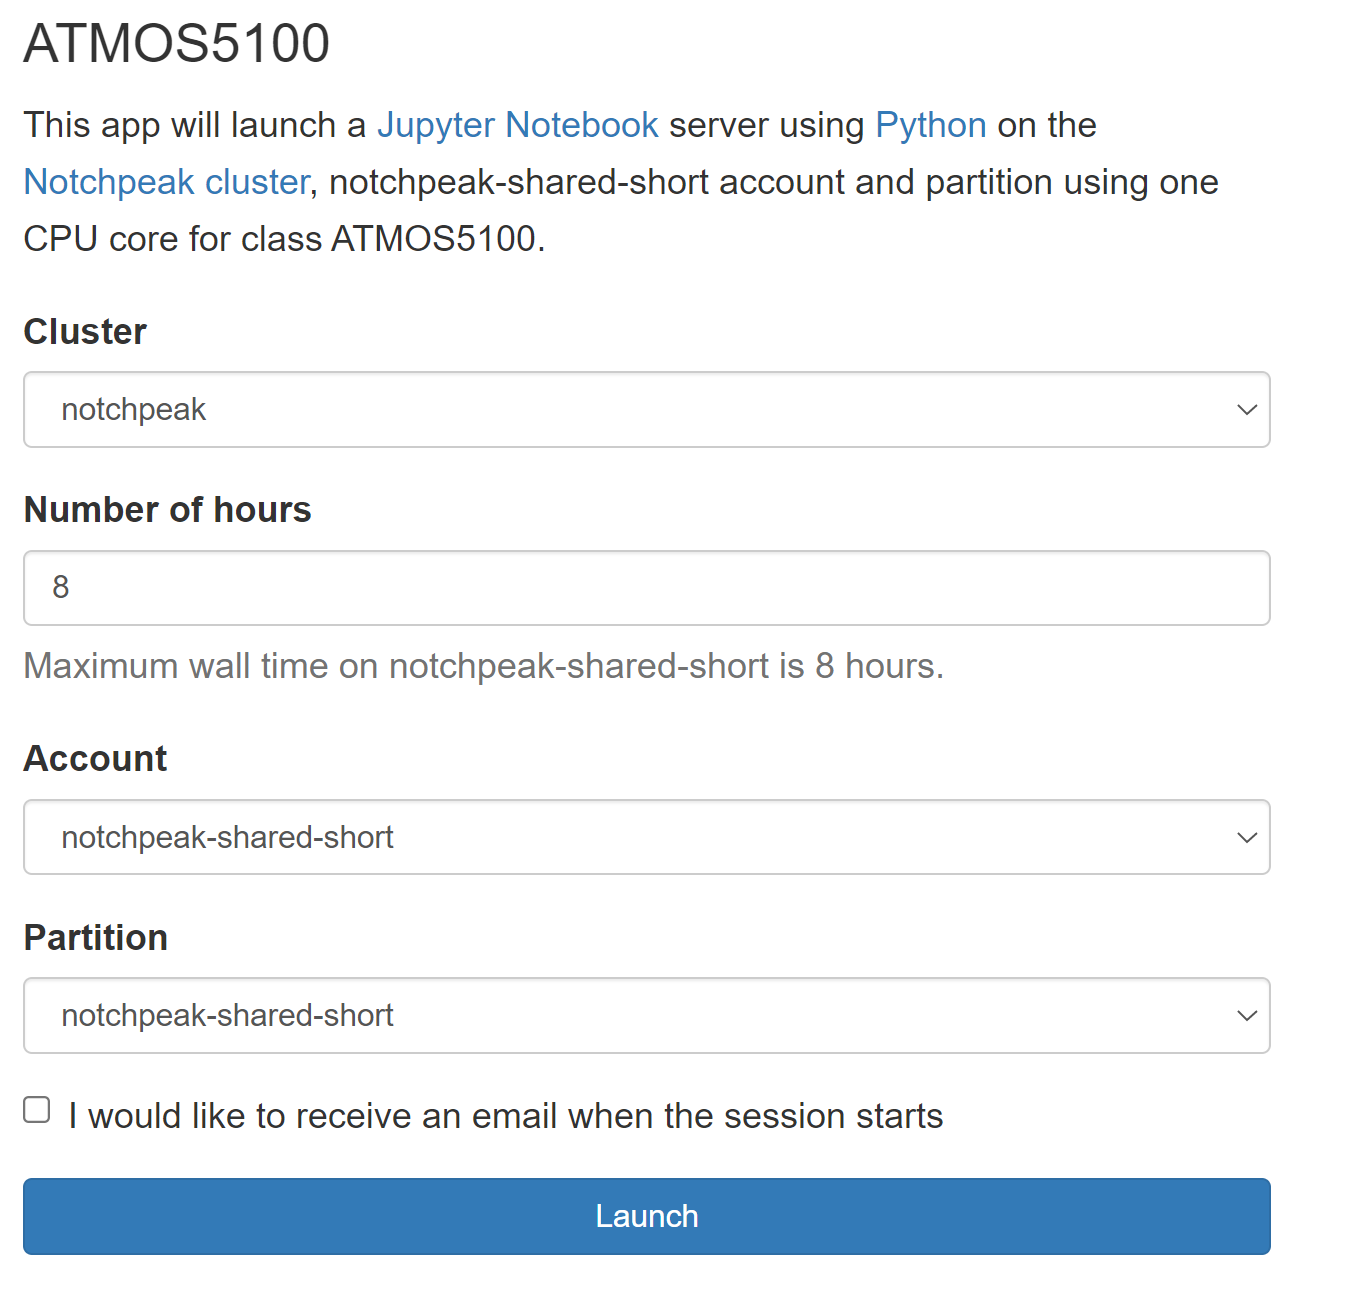 ATMOS5100
This app will launch a Jupyter Notebook server using Python on the
Notchpeak cluster, notchpeak-shared-short account and partition using one
CPU core for class ATMOS5100.
Cluster
notchpeak
Number of hours
8
Maximum wall time on notchpeak-shared-short is 8 hours.
Account
notchpeak-shared-short
Partition
notchpeak-shared-short
I would like to receive an email when the session starts
Launch